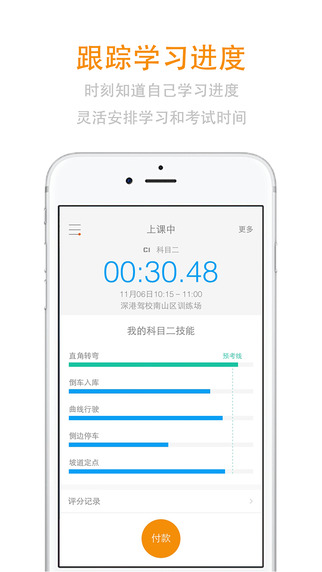 跟踪学习进度
时刻知道自己学习进度
灵活安排学习和考试时间
上课中 更多
C1 科目二
00:30.48
11月06日10:15 – 11:00
深港驾校南山区训练场
我的科目二技能
直角转弯 预考线
倒车入库
曲线行驶
侧边停车
坡道定点
评分记录
付款